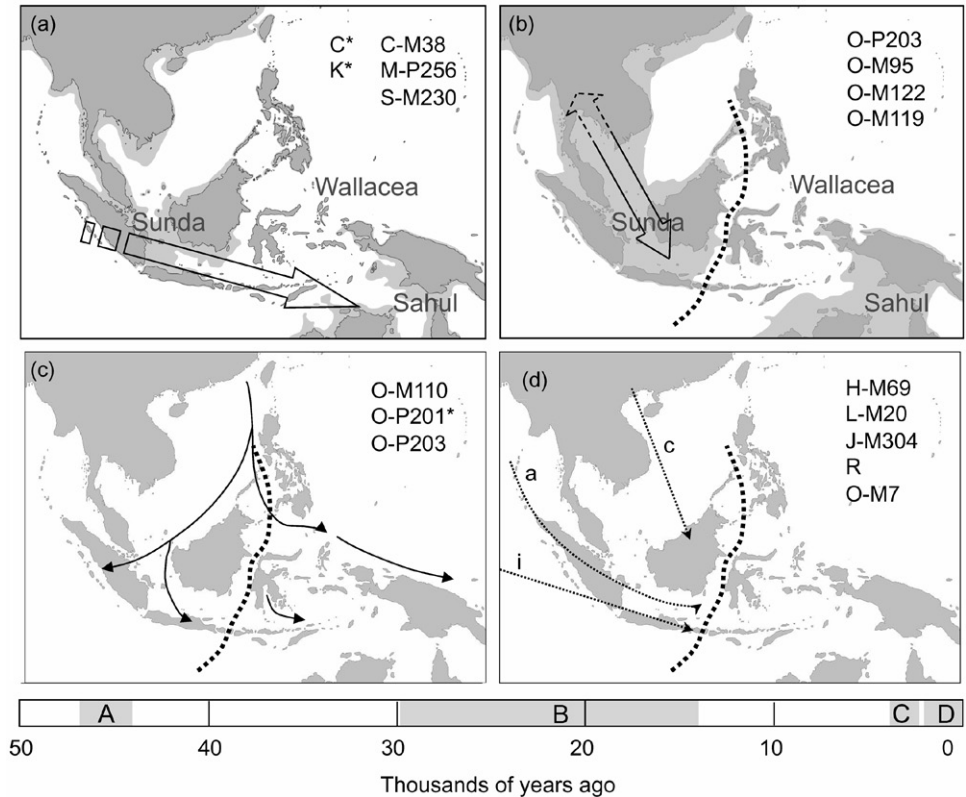 (a)
C* C-M38
K* M-P256
S-M230
Wallacea
Sunda
Sahul
(b)
O-P203
O-M95
O-M122
O-M119
Wallacea
Sunda
Sahul
(c)
O-M110
O-P201*
O-P203
(d)
H-M69
L-M20
J-M304
R
O-M7
c
a
i
A B C D
50 40 30 20 10 0
Thousands of years ago